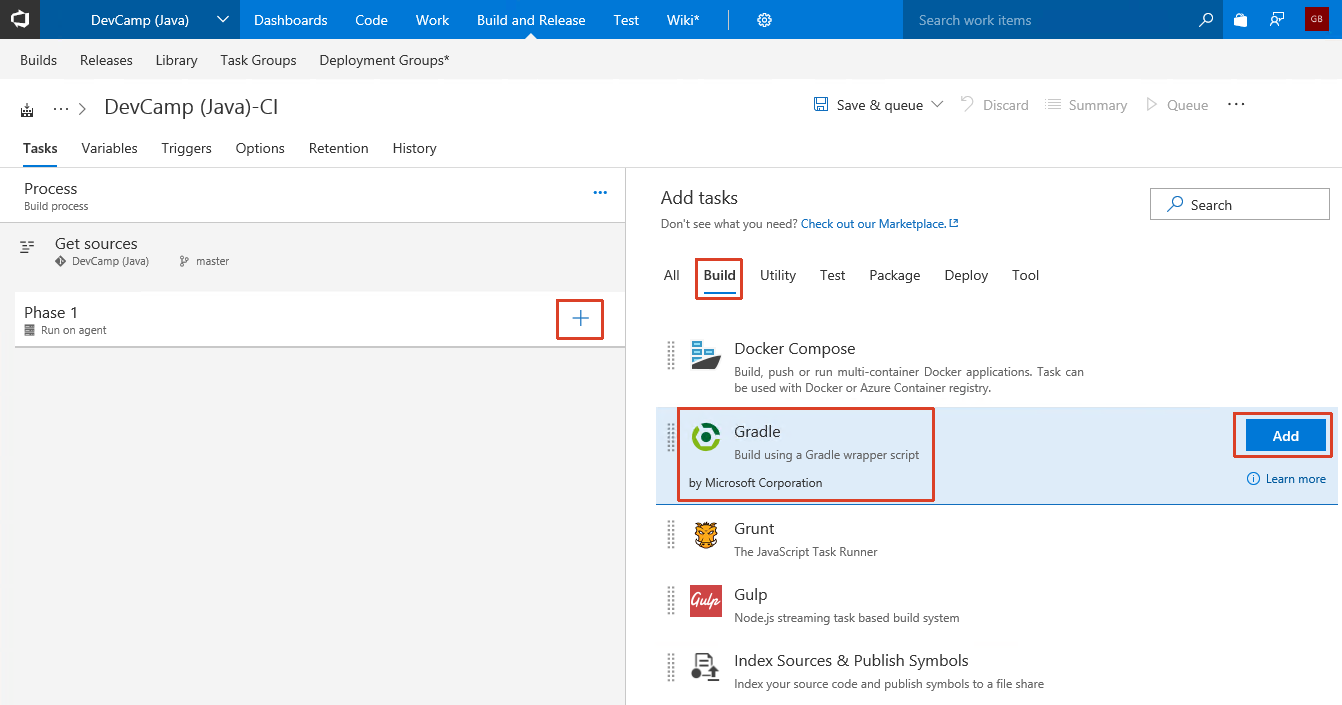 DevCamp (Java) Dashboards Code Work Build and Release Test Wiki* Search work items GB
Builds Releases Library Task Groups Deployment Groups*
··· DevCamp (Java)-CI Save & queue Discard Summary Queue ···
Tasks Variables Triggers Options Retention History
Process
Build process
···
Get sources
DevCamp (Java) master
Phase 1
Run on agent
Add tasks
Search
Don't see what you need? Check out our Marketplace.
All Build Utility Test Package Deploy Tool
Docker Compose
Build, push or run multi-container Docker applications. Task can
be used with Docker or Azure Container registry.
Gradle
Build using a Gradle wrapper script
by Microsoft Corporation
Add
Learn more
Grunt
The JavaScript Task Runner
Gulp
Gulp
Node.js streaming task based build system
Index Sources & Publish Symbols
Index your source code and publish symbols to a file share